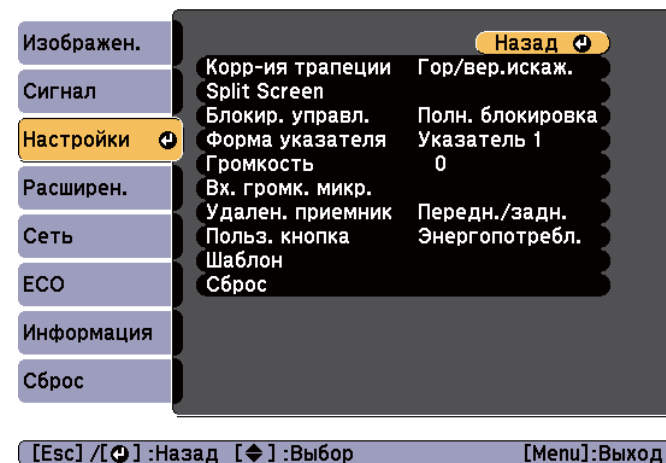 Изображен.
Сигнал
Настройки
Расширен.
Сеть
ECO
Информация
Сброс
Назад
Корр-ия трапеции Гор/вер.искаж.
Split Screen
Блокир. управл. Полн. блокировка
Форма указателя Указатель 1
Громкость 0
Вх. громк. микр.
Удален. приемник Передн./задн.
Польз. кнопка Энергопотребл.
Шаблон
Сброс
[Esc] /[⏎] :Назад [◆] :Выбор [Menu]:Выход